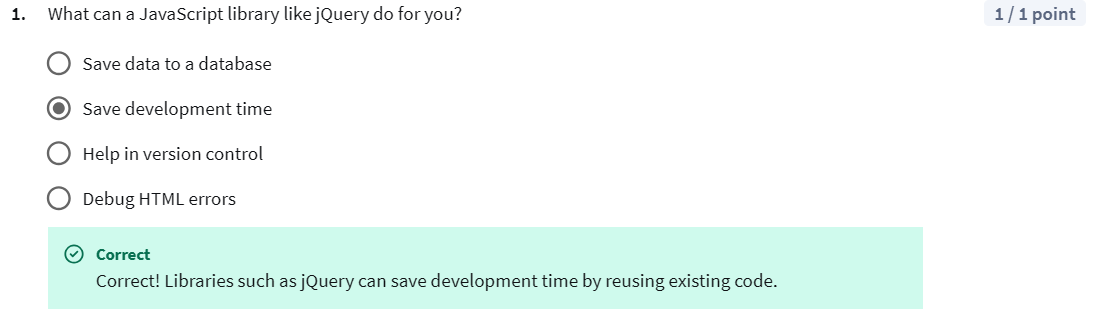 1. What can a JavaScript library like jQuery do for you? 1 / 1 point
Save data to a database
Save development time
Help in version control
Debug HTML errors
Correct
Correct! Libraries such as jQuery can save development time by reusing existing code.